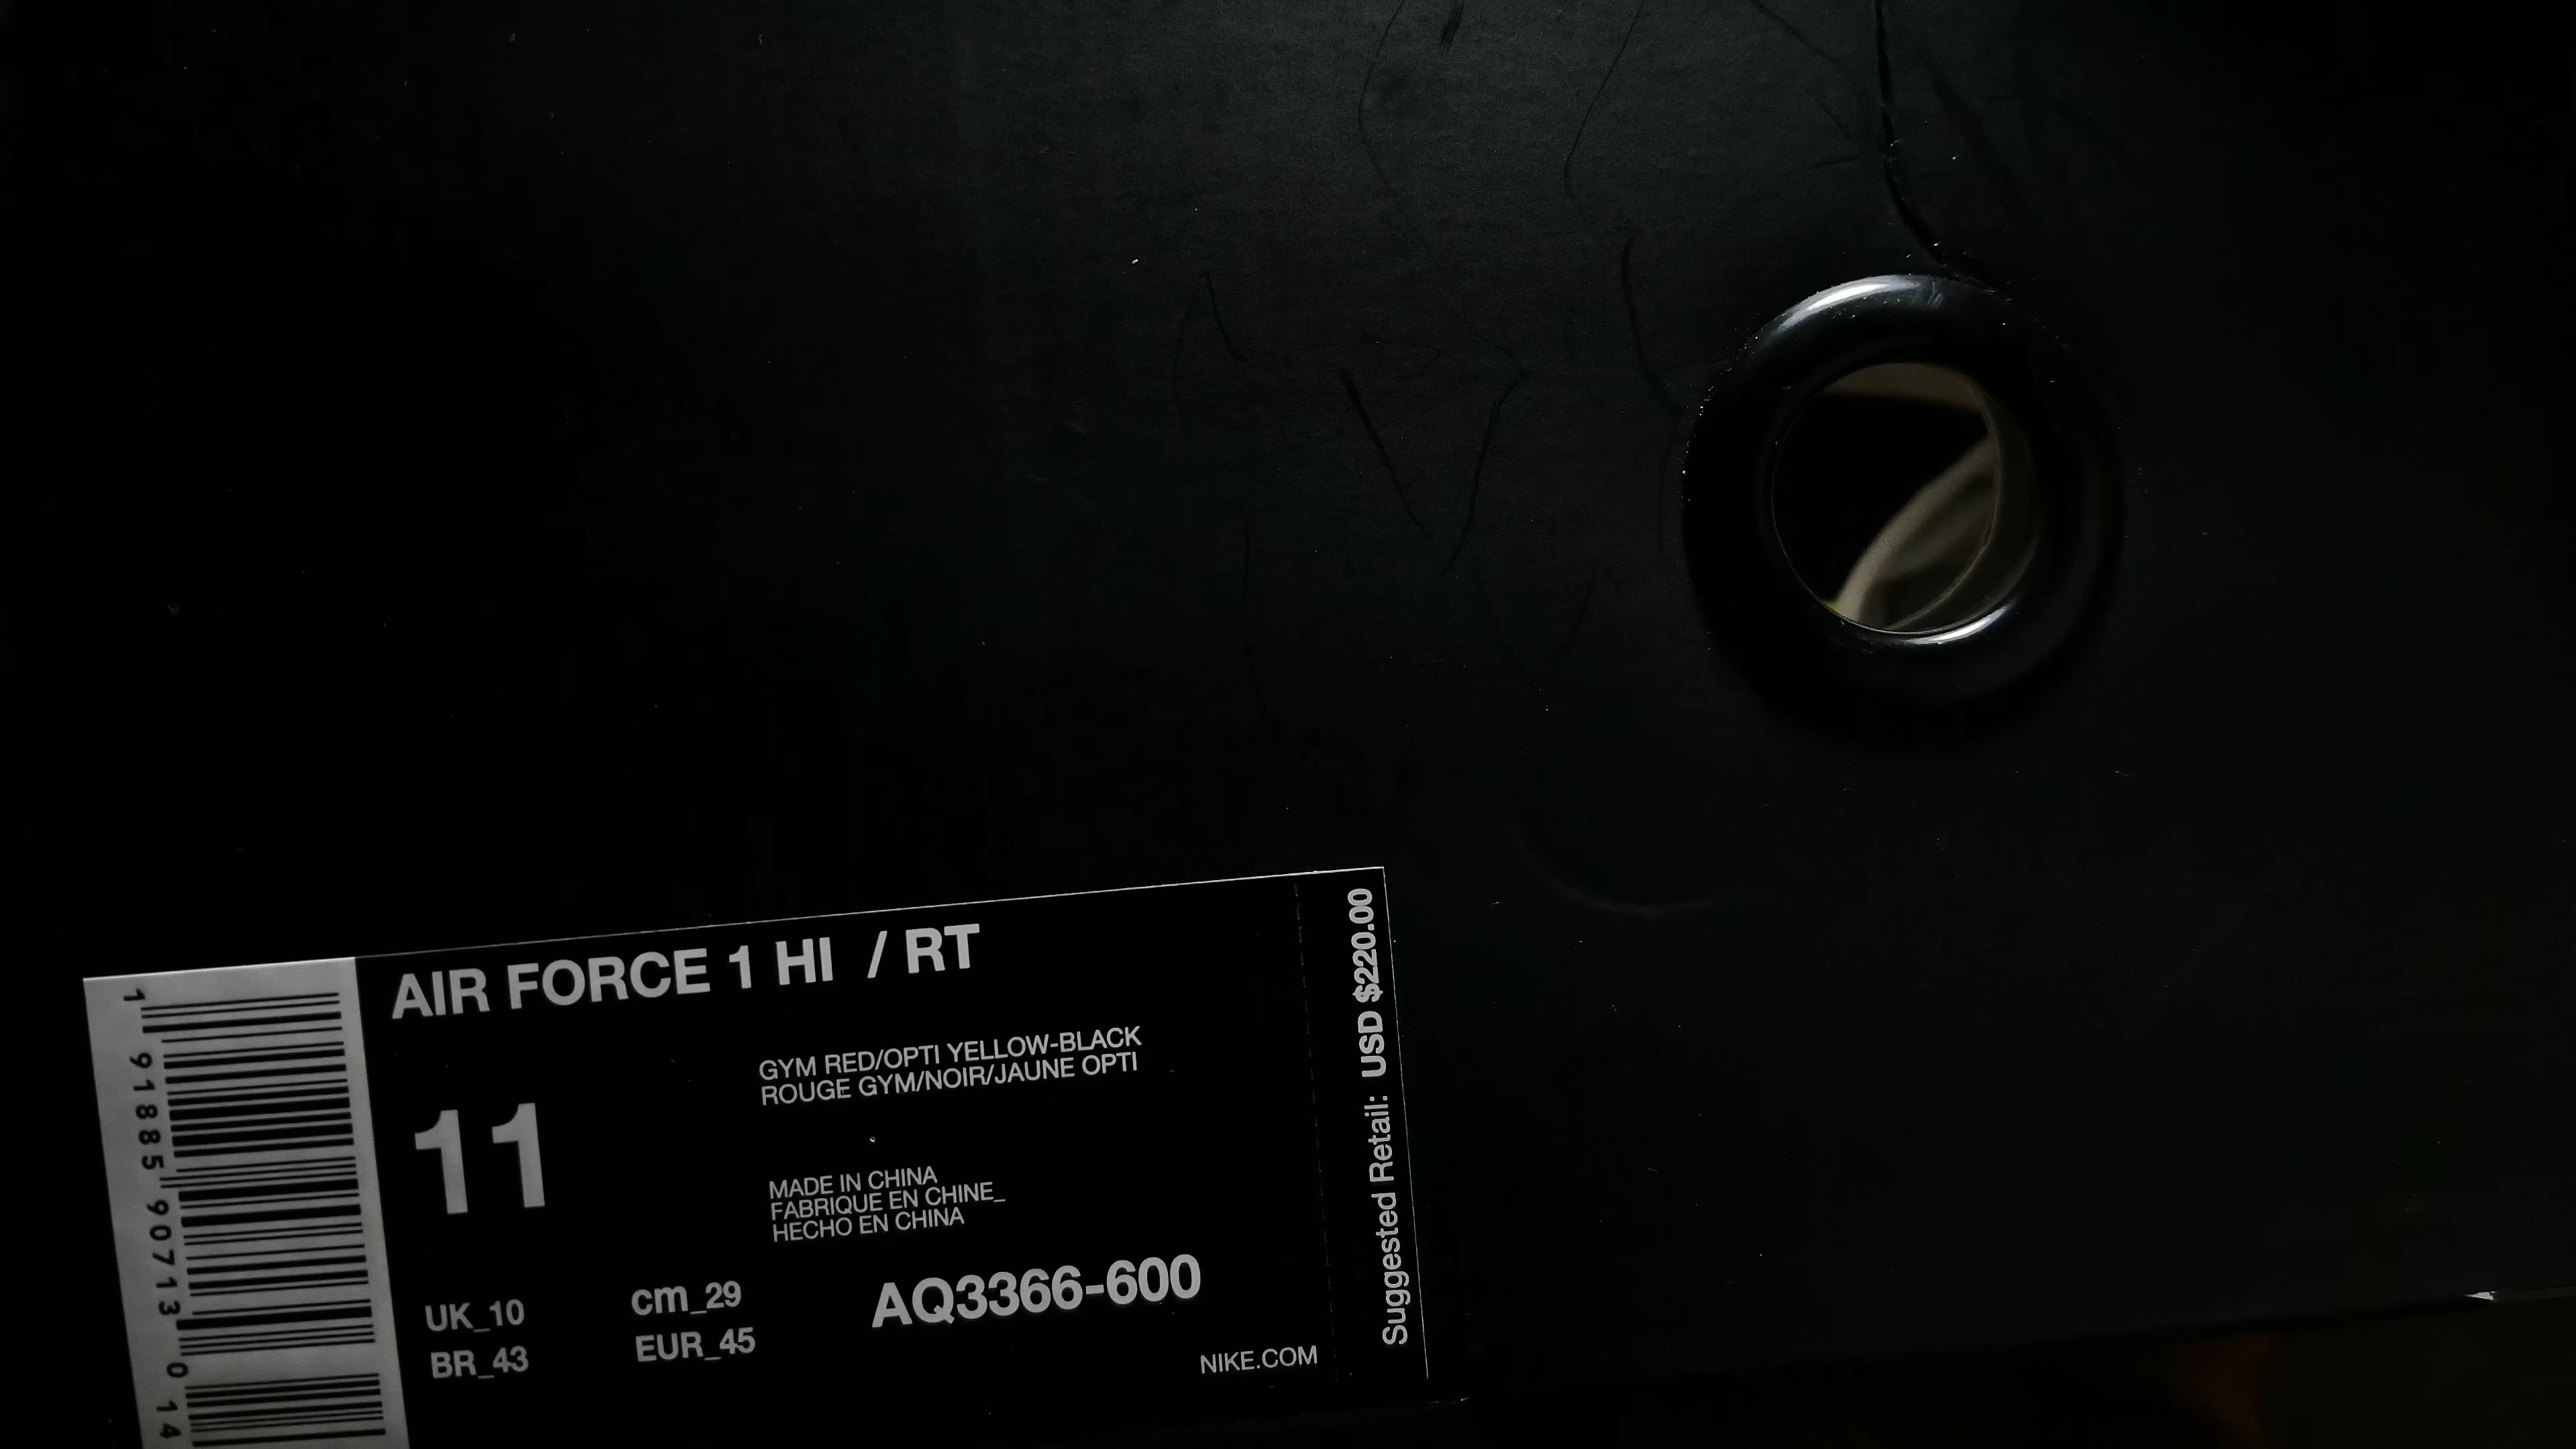 AIR FORCE 1 HI / RT
GYM RED/OPTI YELLOW-BLACK
ROUGE GYM/NOIR/JAUNE OPTI
11
MADE IN CHINA
FABRIQUE EN CHINE_
HECHO EN CHINA
UK_10
cm_29
BR_43
EUR_45
AQ3366-600
NIKE.COM
Suggested Retail: USD $220.00
1 91885 90713 0 14